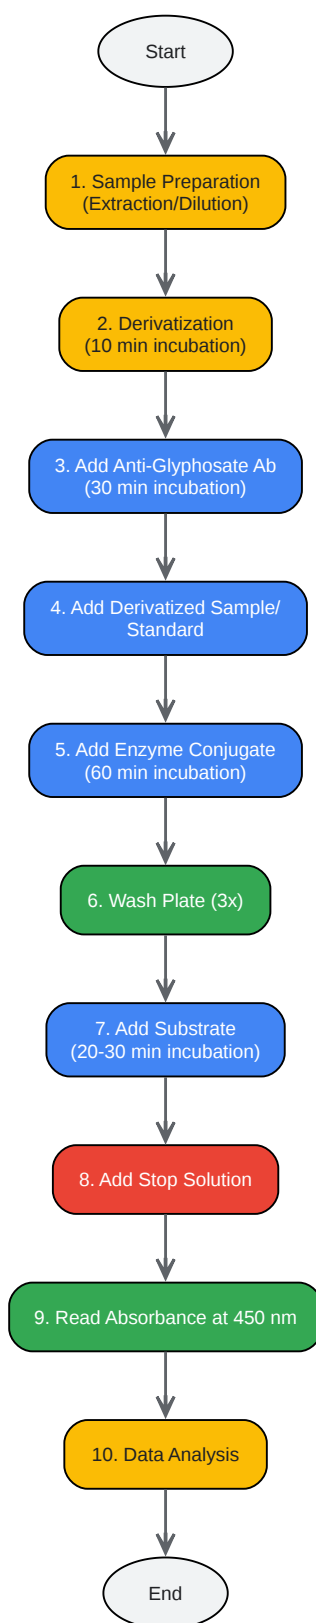 Start
1. Sample Preparation
(Extraction/Dilution)
2. Derivatization
(10 min incubation)
3. Add Anti-Glyphosate Ab
(30 min incubation)
4. Add Derivatized Sample/
Standard
5. Add Enzyme Conjugate
(60 min incubation)
6. Wash Plate (3x)
7. Add Substrate
(20-30 min incubation)
8. Add Stop Solution
9. Read Absorbance at 450 nm
10. Data Analysis
End